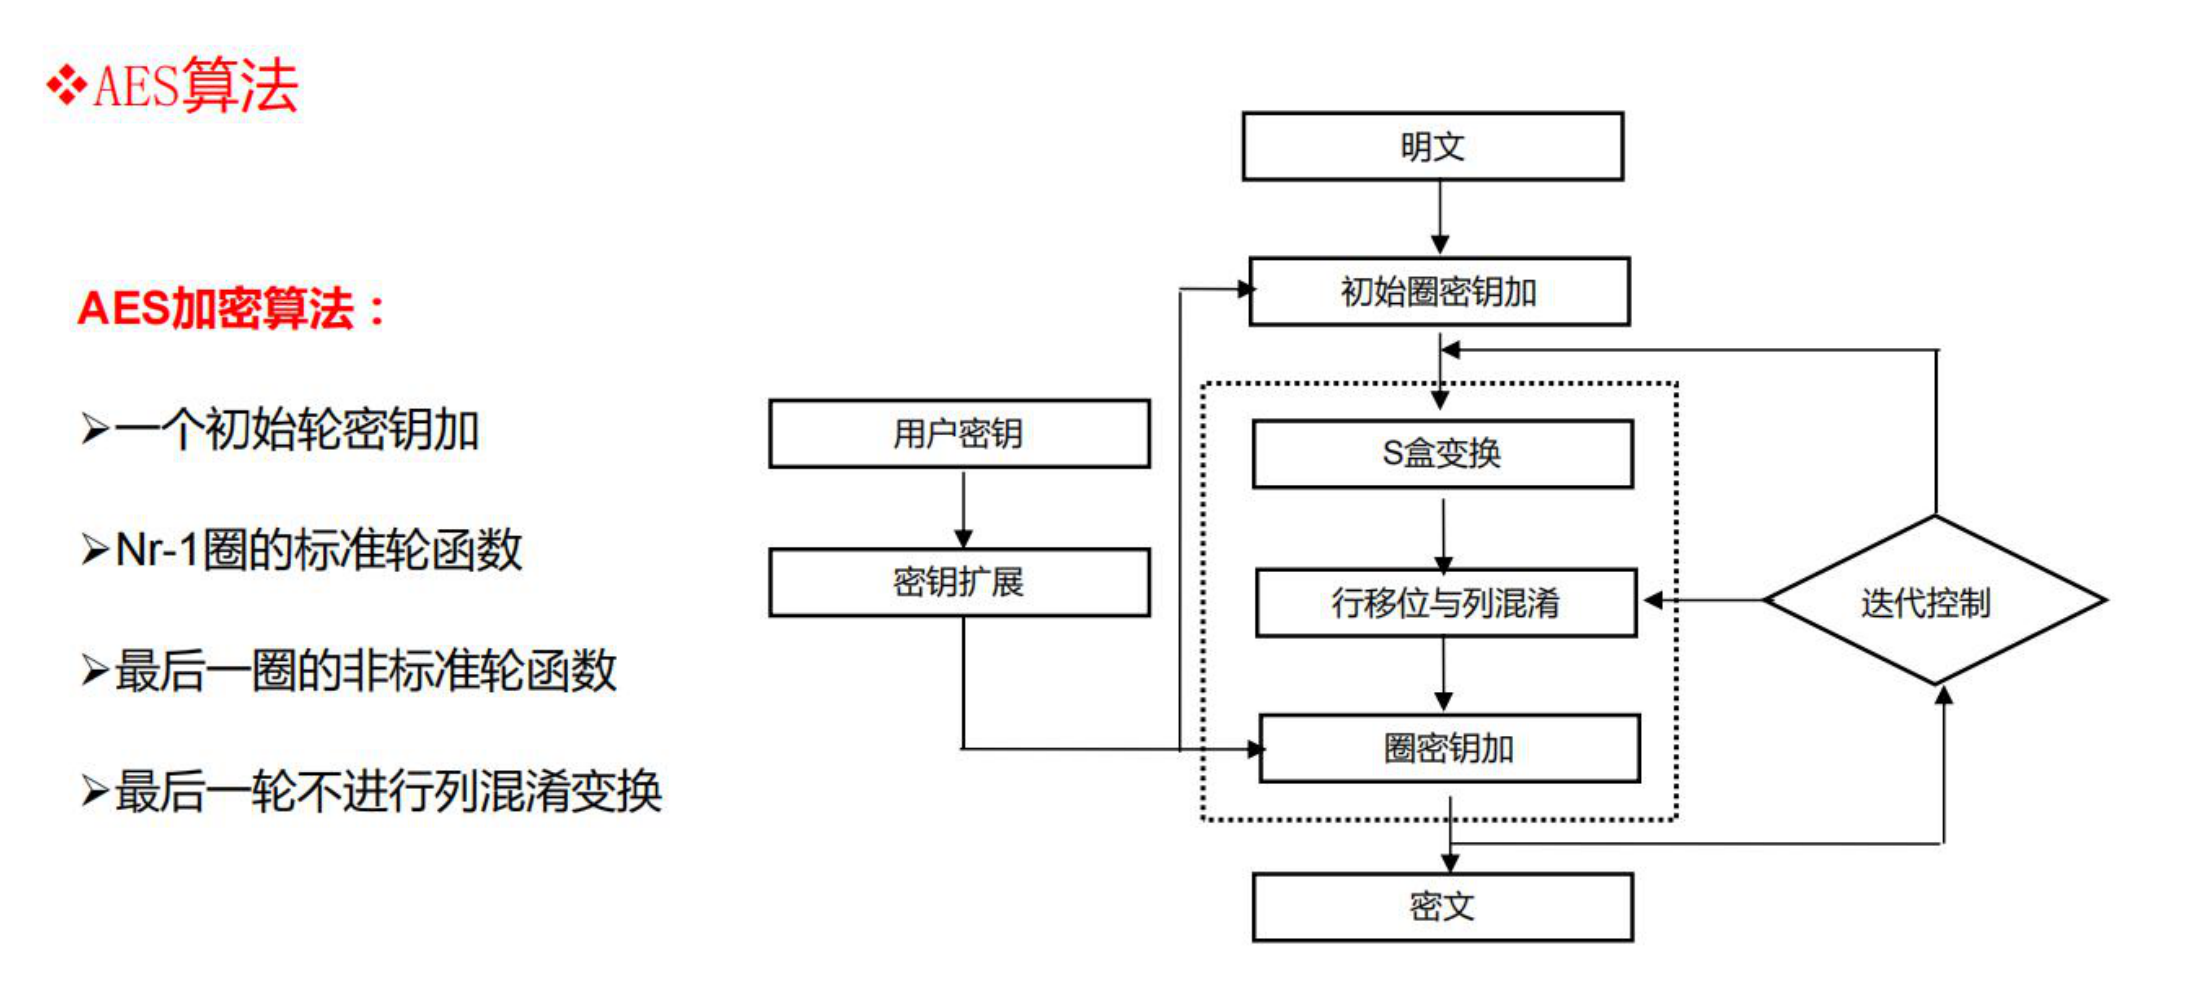 ❖AES算法
AES加密算法：
➢一个初始轮密钥加
➢Nr-1圈的标准轮函数
➢最后一圈的非标准轮函数
➢最后一轮不进行列混淆变换
明文
初始圈密钥加
用户密钥
S盒变换
密钥扩展
行移位与列混淆
迭代控制
圈密钥加
密文